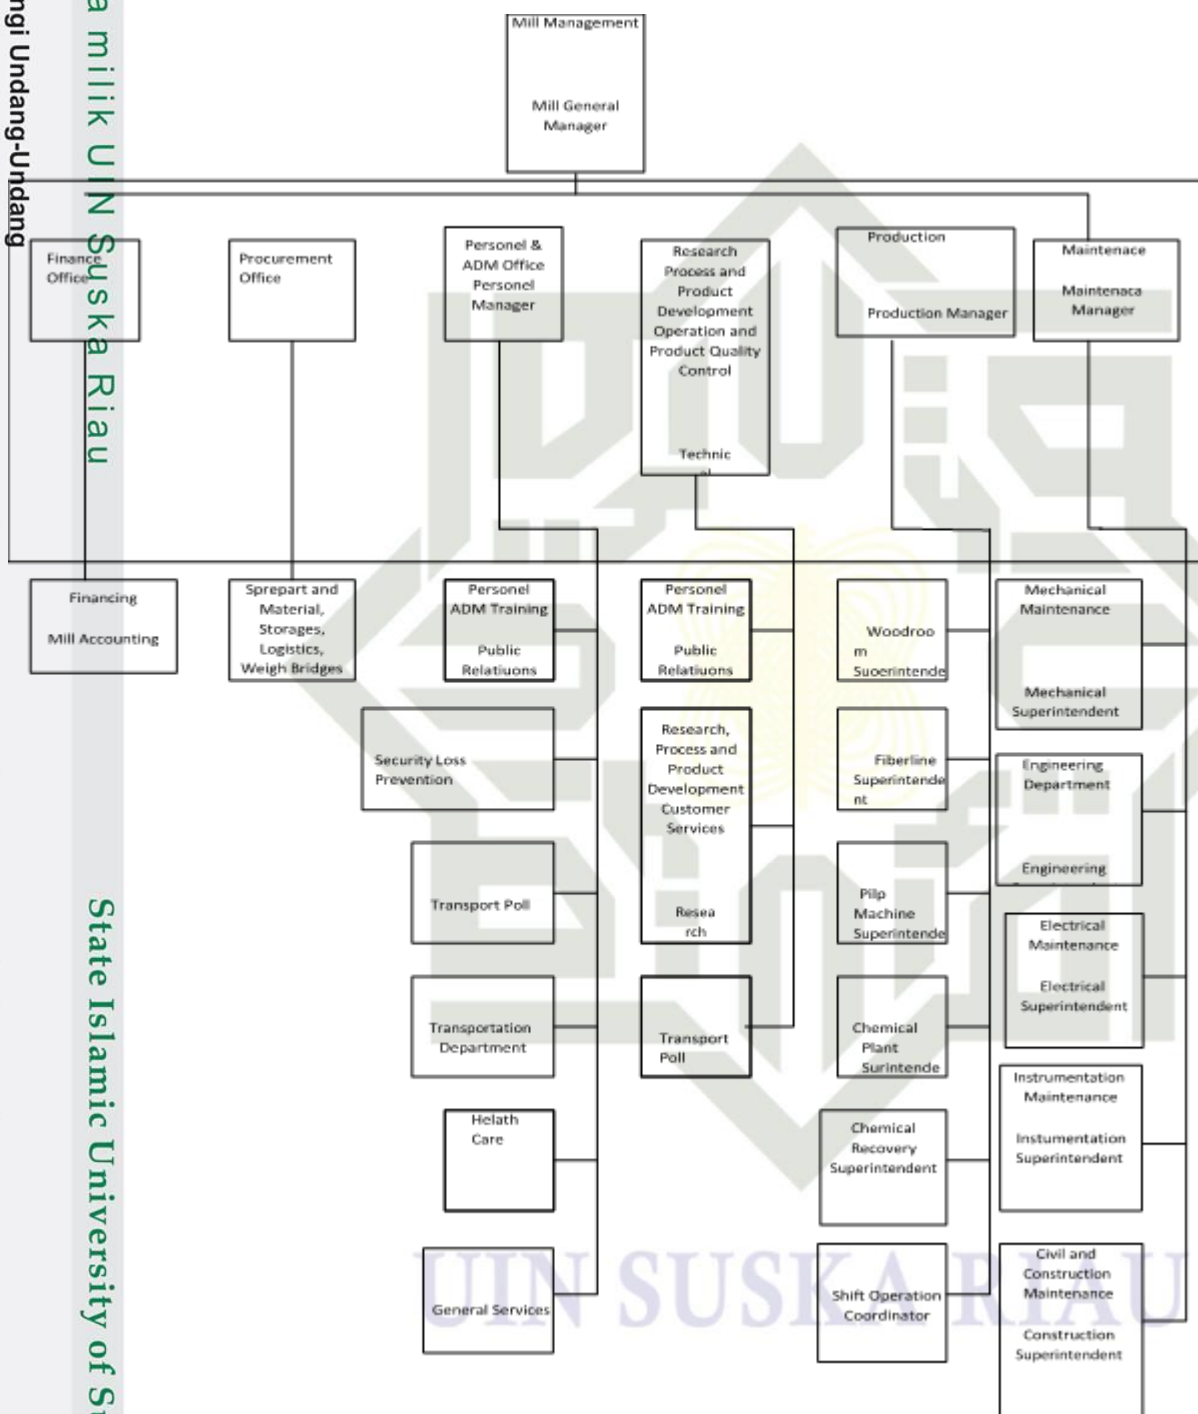 a milik UIN Suska Riau
ngi Undang-Undang
State Islamic University of
Mill Management
Mill General
Manager
Finance
Office
Procurement
Office
Personel &
ADM Office
Personel
Manager
Research
Process and
Product
Development
Operation and
Product Quality
Control
Technic
Production
Production Manager
Maintenace
Maintenaca
Manager
Financing
Mill Accounting
Sprepart and
Material,
Storages,
Logistics,
Weigh Bridges
Personel
ADM Training
Public
Relatiuons
Security Loss
Prevention
Transport Poll
Transportation
Department
Helath
Care
General Services
Personel
ADM Training
Public
Relatiuons
Research,
Process and
Product
Development
Customer
Services
Resea
rch
Transport
Poll
Woodroo
m
Suoerintende
Fiberline
Superintende
nt
Pilp
Machine
Superintende
Chemical
Plant
Surintende
Chemical
Recovery
Superintendent
Shift Operation
Coordinator
Mechanical
Maintenance
Mechanical
Superintendent
Engineering
Department
Engineering
Electrical
Maintenance
Electrical
Superintendent
Instrumentation
Maintenance
Instumentation
Superintendent
Civil and
Construction
Maintenance
Construction
Superintendent
UIN SUSKA RIAU